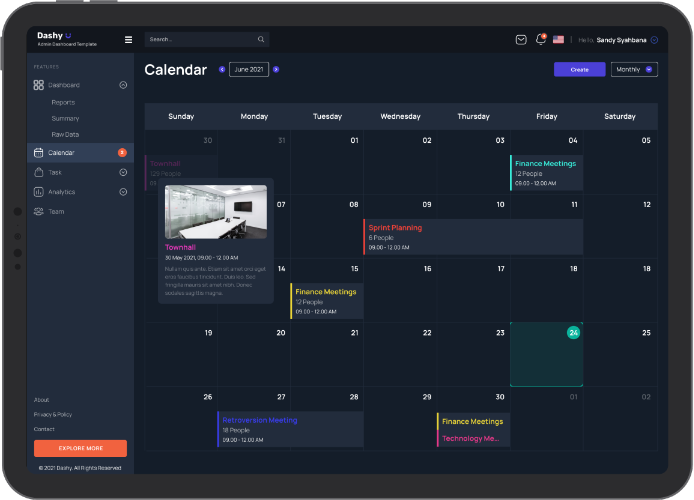 Dashy
Admin Dashboard Template
Search...
Hello, Sandy Syahbana
FEATURES
Dashboard
Reports
Summery
Raw Data
Calendar
Task
Analytics
Team
About
Privacy & Policy
Contact
EXPLORE MORE
© 2021 Dashy. All Rights Reserved
Calendar
June 2021
Create
Monthly
Sunday Monday Tuesday Wednesday Thursday Friday Saturday
30 31 01 02 03 04 05
Townhall
129 People
Finance Meetings
12 People
09.00 - 12.00 AM
07 08 09 10 11 12
Sprint Planning
6 People
09.00 - 12.00 AM
Townhall
30 May 2021, 09.00 - 12.00 AM
Nullam quis ante. Etiam sit amet orci eget
eros faucibus tincidunt. Duis leo. Sed
fringilla mauris sit amet nibh. Donec
sodales sagittis magna.
14 15 16 17 18 18
Finance Meetings
12 People
09.00 - 12.00 AM
19 20 21 22 23 24 25
26 27 28 29 30 01 02
Retroversion Meeting
18 People
09.00 - 12.00 AM
Finance Meetings
Technology Me...